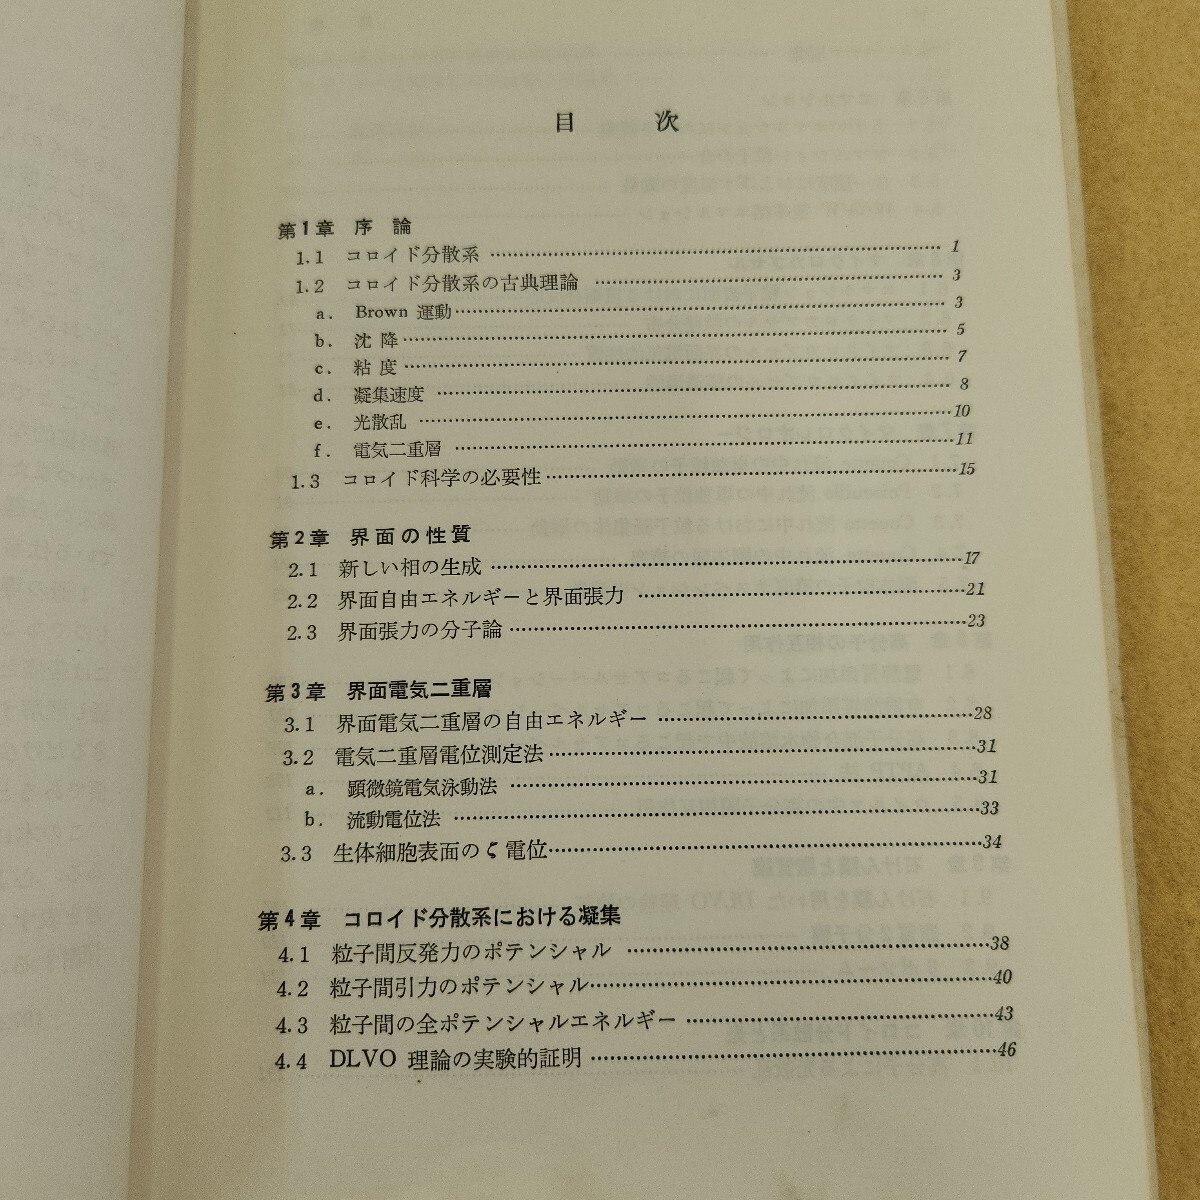 目 次
第1章 序 論
1.1 コロイド分散系 ……… 1
1.2 コロイド分散系の古典理論 ……… 3
a. Brown 運動 ……… 3
b. 沈 降 ……… 5
c. 粘 度 ……… 7
d. 凝集速度 ……… 8
e. 光散乱 ……… 10
f. 電気二重層 ……… 11
1.3 コロイド科学の必要性 ……… 15
第2章 界面の性質
2.1 新しい相の生成 ……… 17
2.2 界面自由エネルギーと界面張力 ……… 21
2.3 界面張力の分子論 ……… 23
第3章 界面電気二重層
3.1 界面電気二重層の自由エネルギー ……… 28
3.2 電気二重層電位測定法 ……… 31
a. 顕微鏡電気泳動法 ……… 31
b. 流動電位法 ……… 33
3.3 生体細胞表面のζ電位 ……… 34
第4章 コロイド分散系における凝集
4.1 粒子間反発力のポテンシャル ……… 38
4.2 粒子間引力のポテンシャル ……… 40
4.3 粒子間の全ポテンシャルエネルギー ……… 43
4.4 DLVO 理論の実験的証明 ……… 46